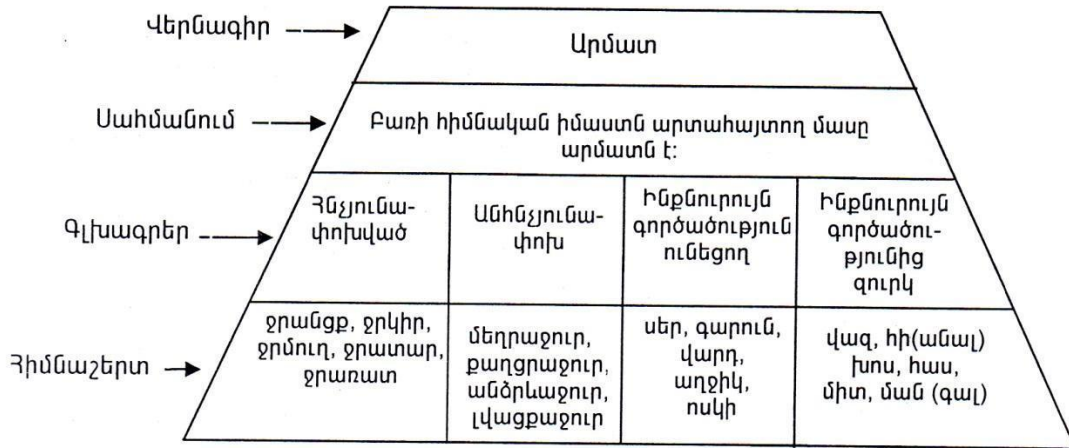 Վերնագիր
Արմատ
Սահմանում
Բառի հիմնական իմաստն արտահայտող մասը
արմատն է:
Գլխագրեր
Հնչյունա-
փոխված
Անհնչյունա-
փոխ
Ինքնուրույն
գործածություն
ունեցող
Ինքնուրույն
գործածու-
թյունից
զուրկ
Հիմնաշերտ
ջրանցք, ջրկիր,
ջրմուղ, ջրատար,
ջրառատ
մեղրաջուր,
քաղցրաջուր,
անձրևաջուր,
լվացքաջուր
սեր, գարուն,
վարդ,
աղջիկ,
ոսկի
վազ, հի(անալ)
խոս, հաս,
միտ, ման (գալ)